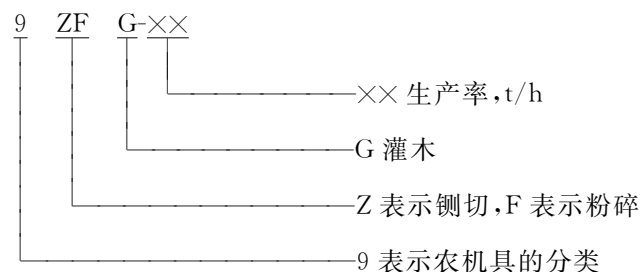 9 ZF G-××
×× 生产率,t/h
G 灌木
Z 表示铡切,F 表示粉碎
9 表示农机具的分类